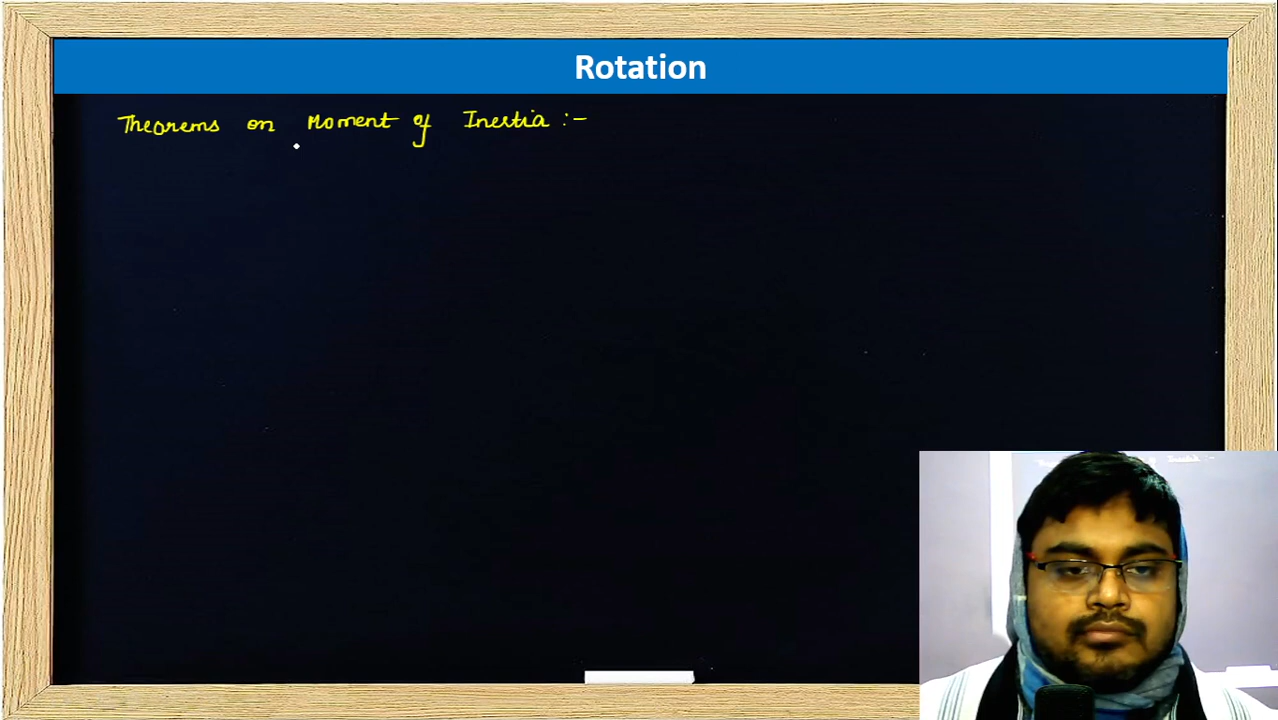 Rotation
Theorems on Moment of Inertia :-